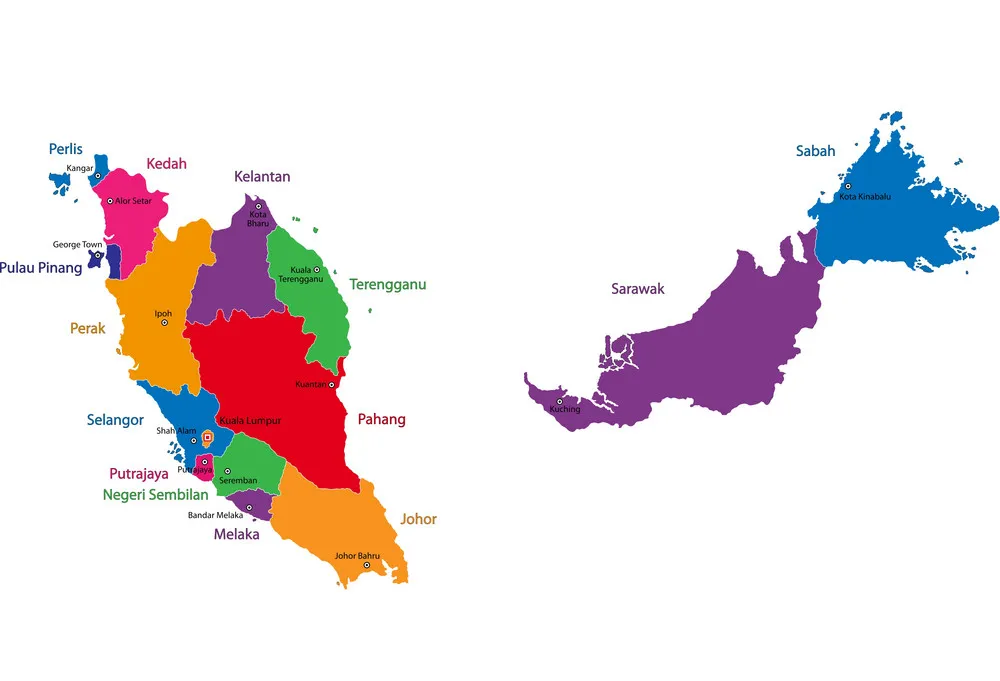 Perlis
Kangar
Kedah
Alor Setar
Kelantan
Kota
Bharu
George Town
Pulau Pinang
Kuala
Terengganu
Terengganu
Ipoh
Perak
Kuantan
Selangor
Kuala Lumpur
Pahang
Shah Alam
Putrajaya
Putrajaya
Seremban
Negeri Sembilan
Bandar Melaka
Melaka
Johor
Johor Bahru
Sabah
Kota Kinabalu
Sarawak
Kuching